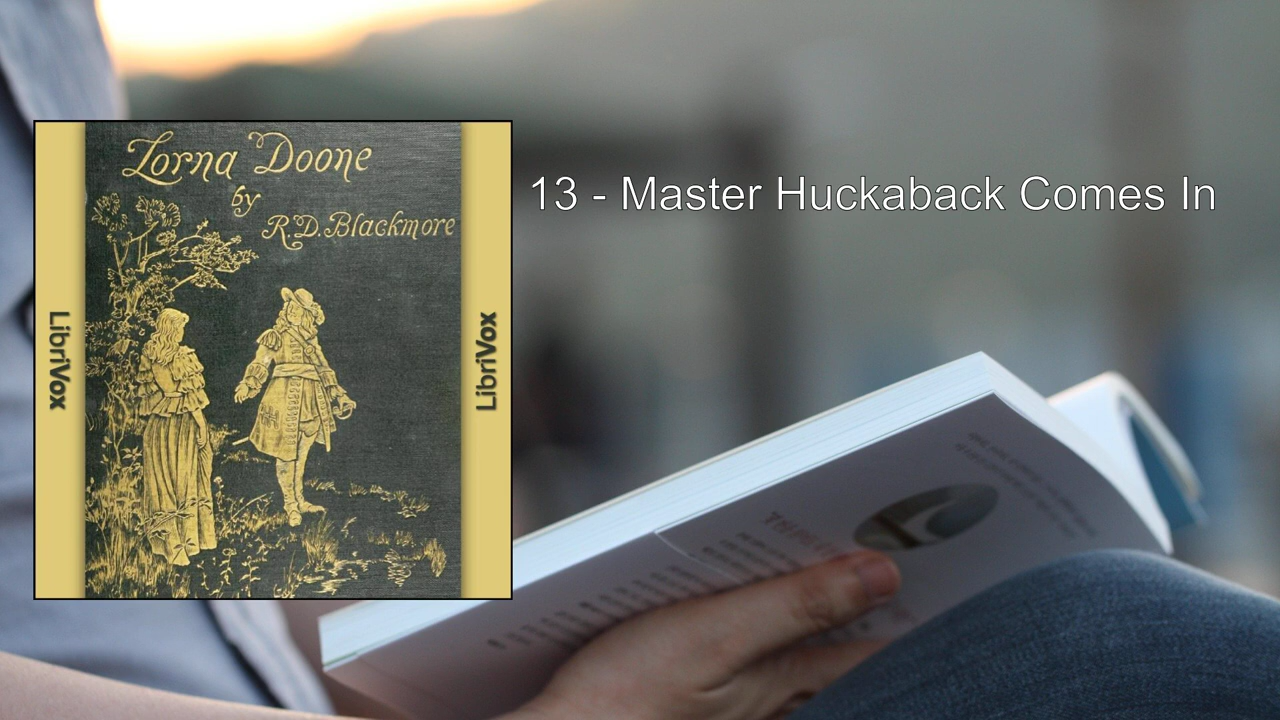 Lorna Doone
by
R.D. Blackmore
LibriVox
LibriVox
13 - Master Huckaback Comes In